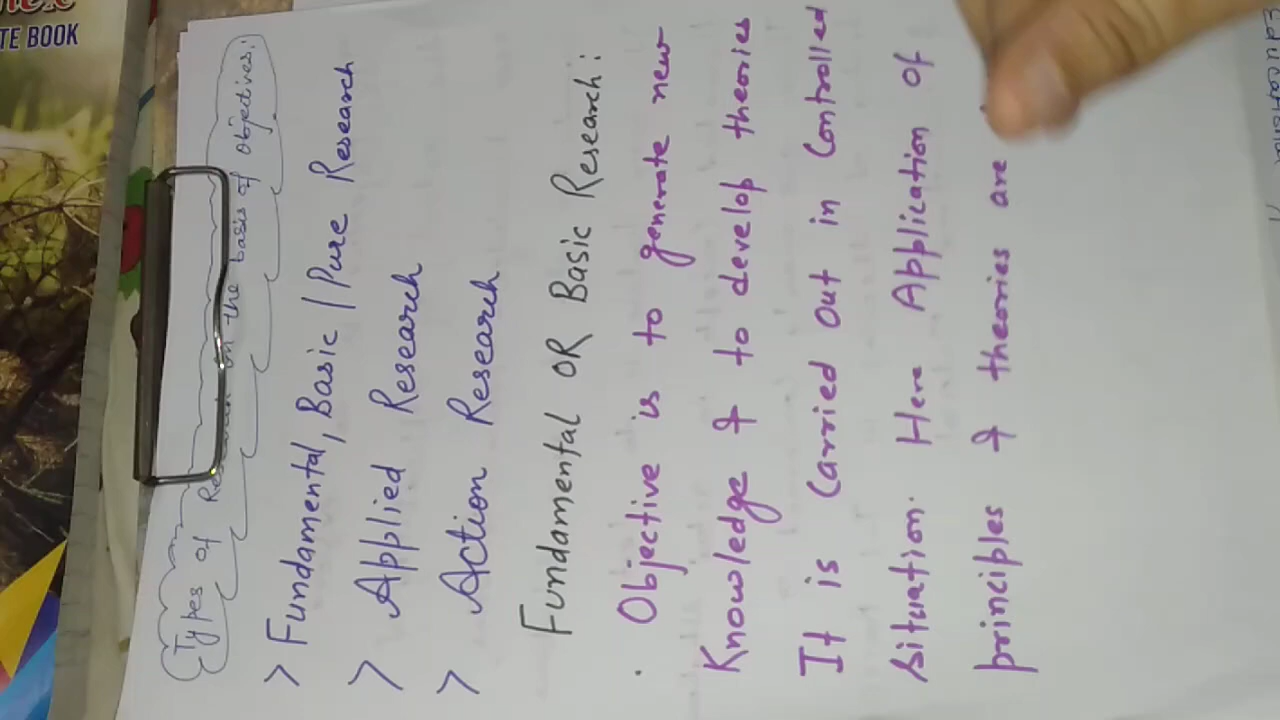 TE BOOK
Types of Research on the basis of objectives:
> Fundamental, Basic / Pure Research
> Applied Research
> Action Research
Fundamental OR Basic Research:
. Objective is to generate new
Knowledge & to develop theories
It is Carried Out in Controlled
Situation. Here Application of
principles & theories are